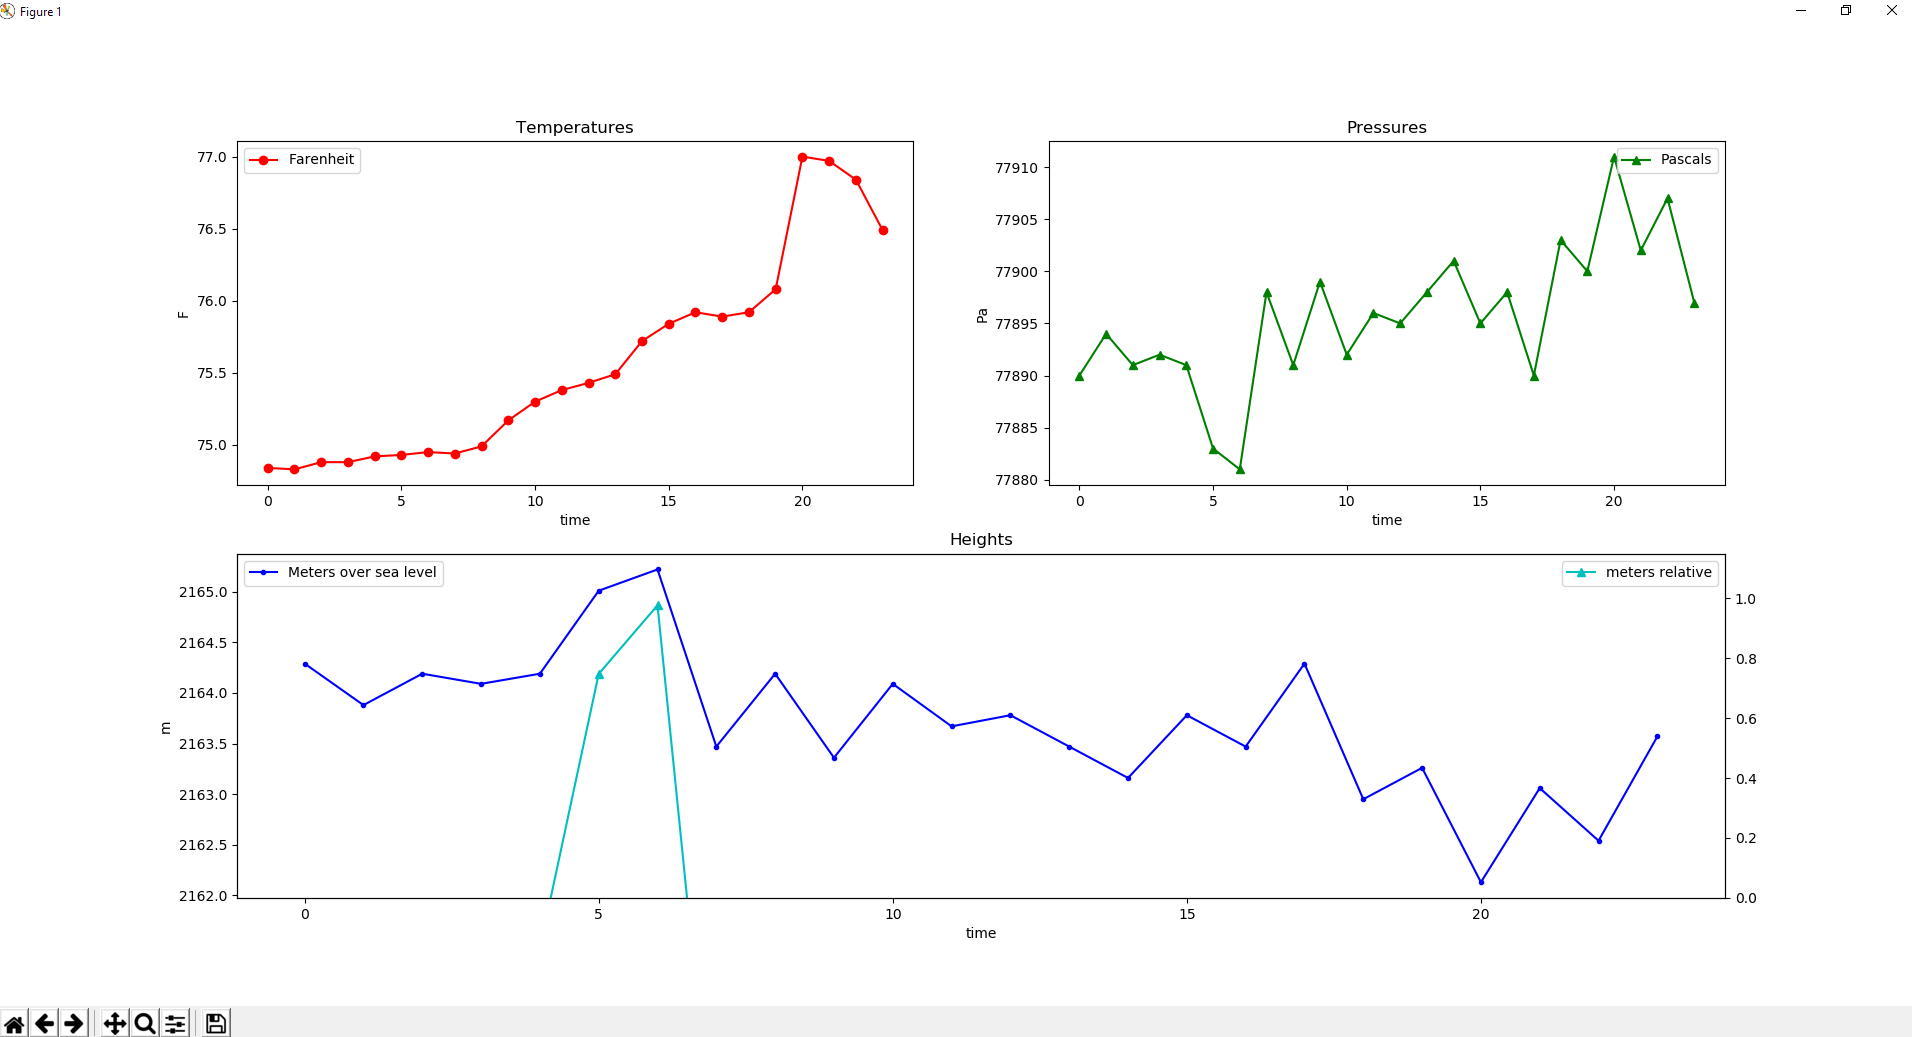 Figure 1
Temperatures
Farenheit
77.0
76.5
76.0
75.5
75.0
F
0 5 10 15 20
time
Pressures
Pascals
77910
77905
77900
77895
77890
77885
77880
Pa
0 5 10 15 20
time
Heights
Meters over sea level
meters relative
2165.0
2164.5
2164.0
2163.5
2163.0
2162.5
2162.0
m
1.0
0.8
0.6
0.4
0.2
0.0
0 5 10 15 20
time